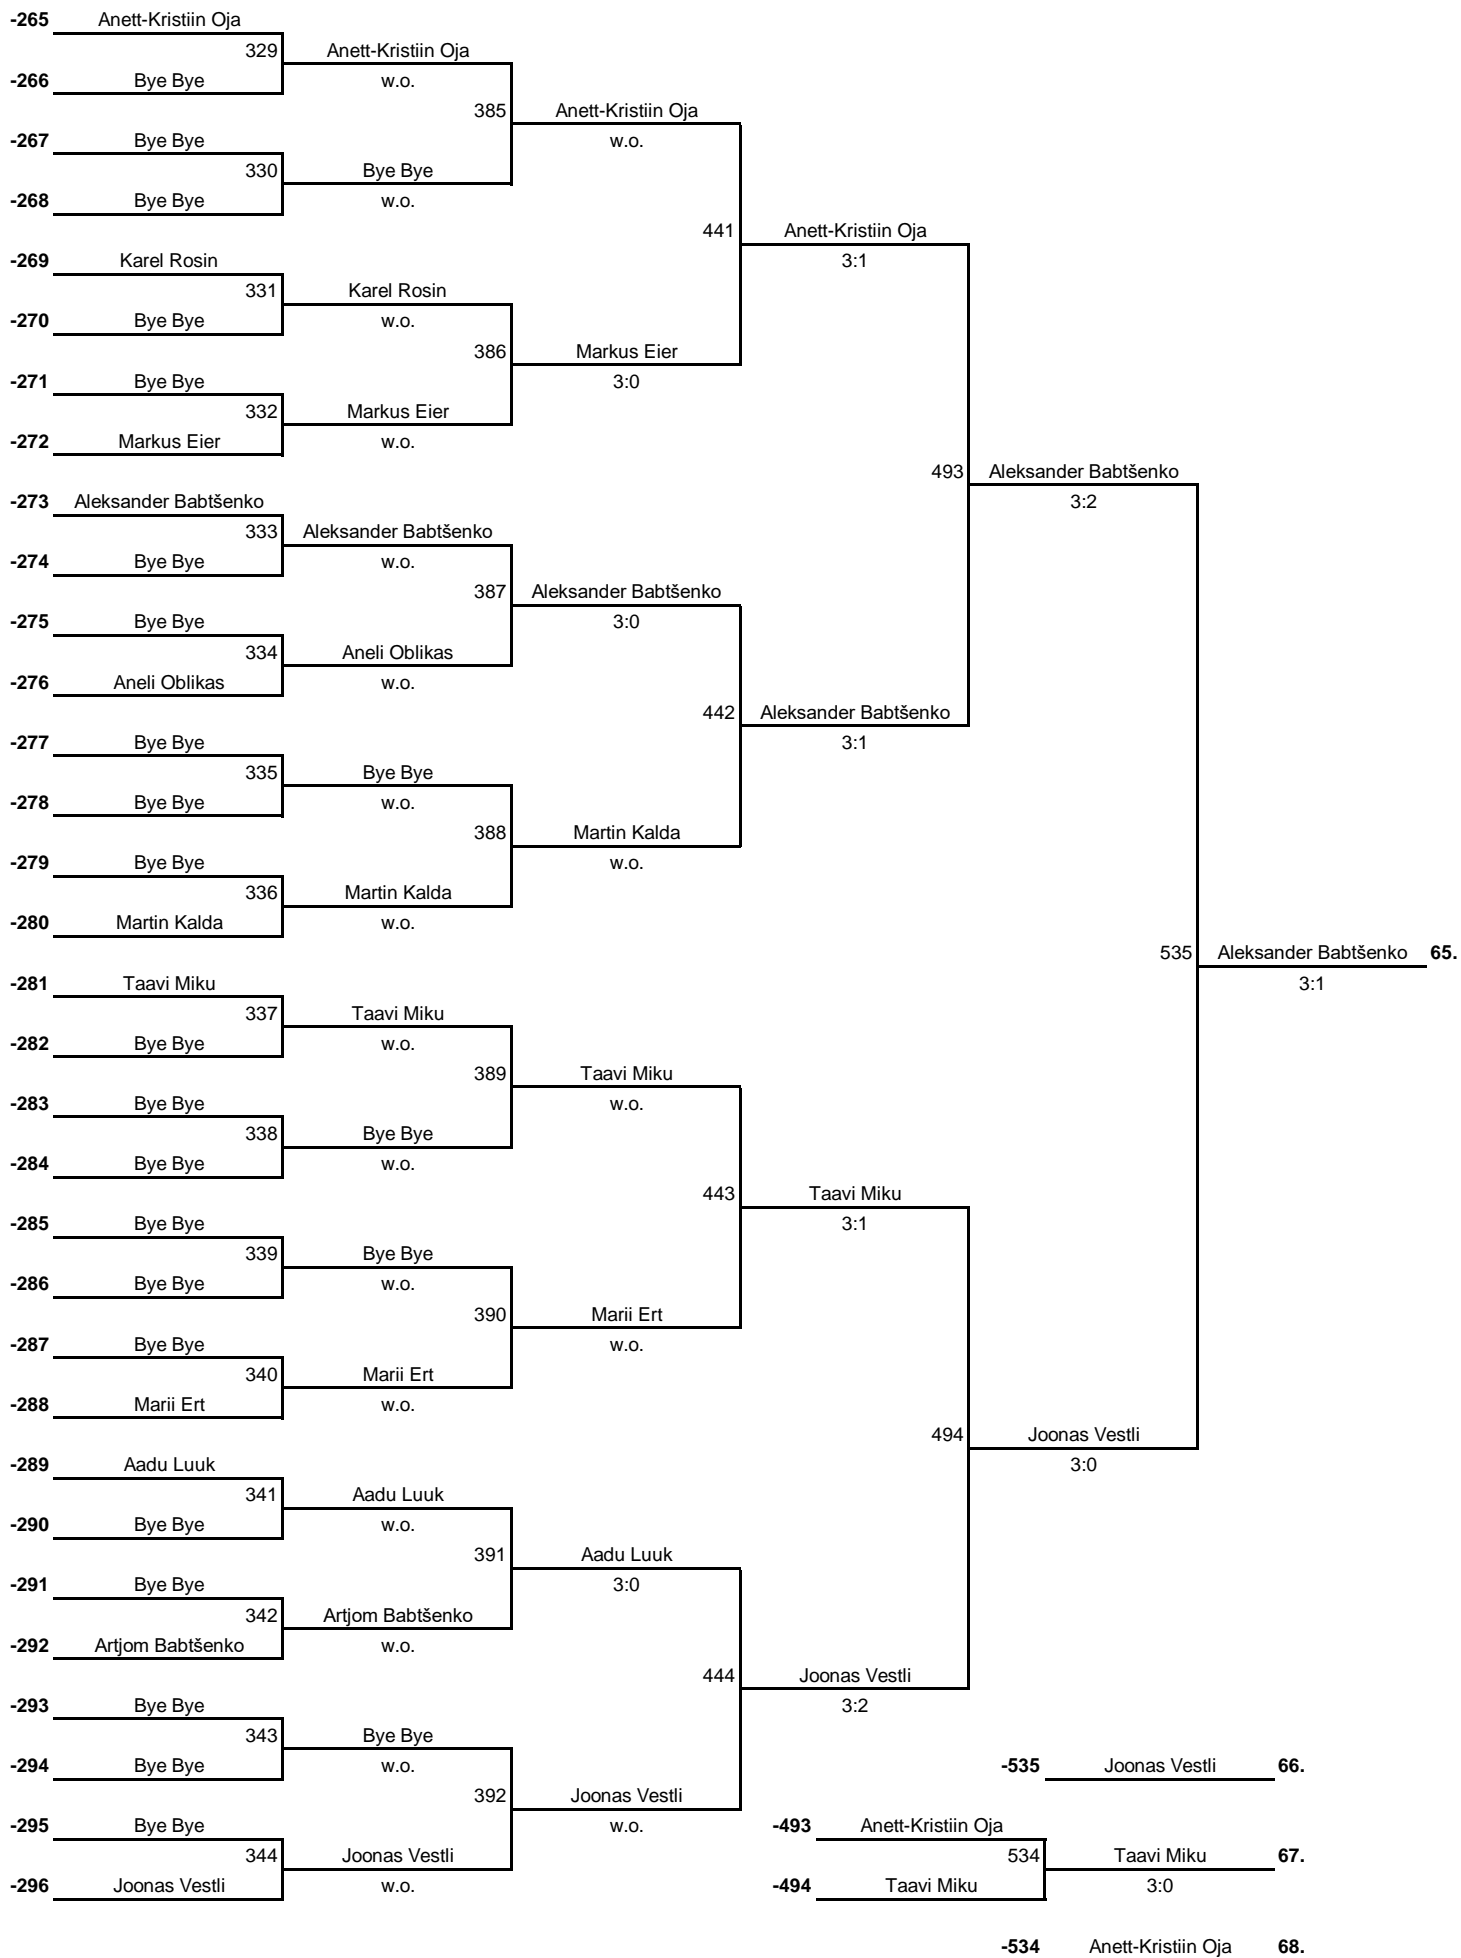 -265 Anett-Kristiin Oja
329 Anett-Kristiin Oja
-266 Bye Bye w.o.
385 Anett-Kristiin Oja
-267 Bye Bye w.o.
330 Bye Bye
-268 Bye Bye w.o.
441 Anett-Kristiin Oja
-269 Karel Rosin 3:1
331 Karel Rosin
-270 Bye Bye w.o.
386 Markus Eier
-271 Bye Bye 3:0
332 Markus Eier
-272 Markus Eier w.o.
493 Aleksander Babtšenko
-273 Aleksander Babtšenko 3:2
333 Aleksander Babtšenko
-274 Bye Bye w.o.
387 Aleksander Babtšenko
-275 Bye Bye 3:0
334 Aneli Oblikas
-276 Aneli Oblikas w.o.
442 Aleksander Babtšenko
-277 Bye Bye 3:1
335 Bye Bye
-278 Bye Bye w.o.
388 Martin Kalda
-279 Bye Bye w.o.
336 Martin Kalda
-280 Martin Kalda w.o.
535 Aleksander Babtšenko 65.
-281 Taavi Miku 3:1
337 Taavi Miku
-282 Bye Bye w.o.
389 Taavi Miku
-283 Bye Bye w.o.
338 Bye Bye
-284 Bye Bye w.o.
443 Taavi Miku
-285 Bye Bye 3:1
339 Bye Bye
-286 Bye Bye w.o.
390 Marii Ert
-287 Bye Bye w.o.
340 Marii Ert
-288 Marii Ert w.o.
494 Joonas Vestli
-289 Aadu Luuk 3:0
341 Aadu Luuk
-290 Bye Bye w.o.
391 Aadu Luuk
-291 Bye Bye 3:0
342 Artjom Babtšenko
-292 Artjom Babtšenko w.o.
444 Joonas Vestli
-293 Bye Bye 3:2
343 Bye Bye
-294 Bye Bye w.o. -535 Joonas Vestli 66.
392 Joonas Vestli
-295 Bye Bye w.o. -493 Anett-Kristiin Oja
344 Joonas Vestli 534 Taavi Miku 67.
-296 Joonas Vestli w.o. -494 Taavi Miku 3:0
-534 Anett-Kristiin Oja 68.